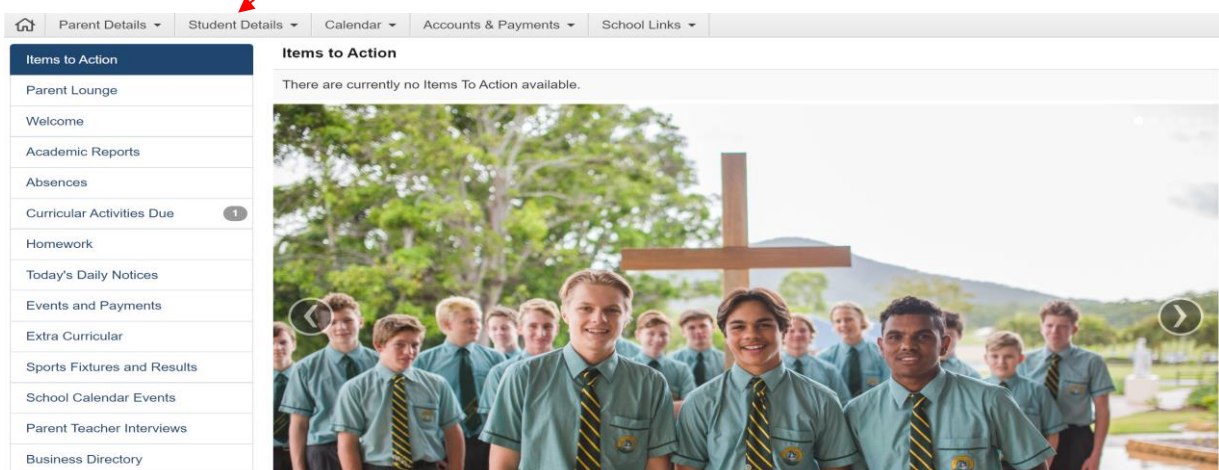 Parent Details Student Details Calendar Accounts & Payments School Links
Items to Action
Parent Lounge
Welcome
Academic Reports
Absences
Curricular Activities Due 1
Homework
Today's Daily Notices
Events and Payments
Extra Curricular
Sports Fixtures and Results
School Calendar Events
Parent Teacher Interviews
Business Directory
Items to Action
There are currently no Items To Action available.